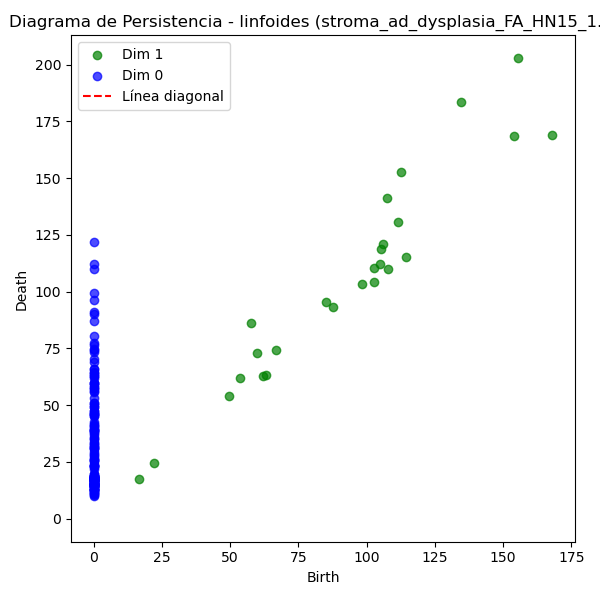 Diagrama de Persistencia - linfoides (stroma_ad_dysplasia_FA_HN15_1.
Dim 1
Dim 0
Línea diagonal
200
175
150
125
100
75
50
25
0
Death
0 25 50 75 100 125 150 175
Birth